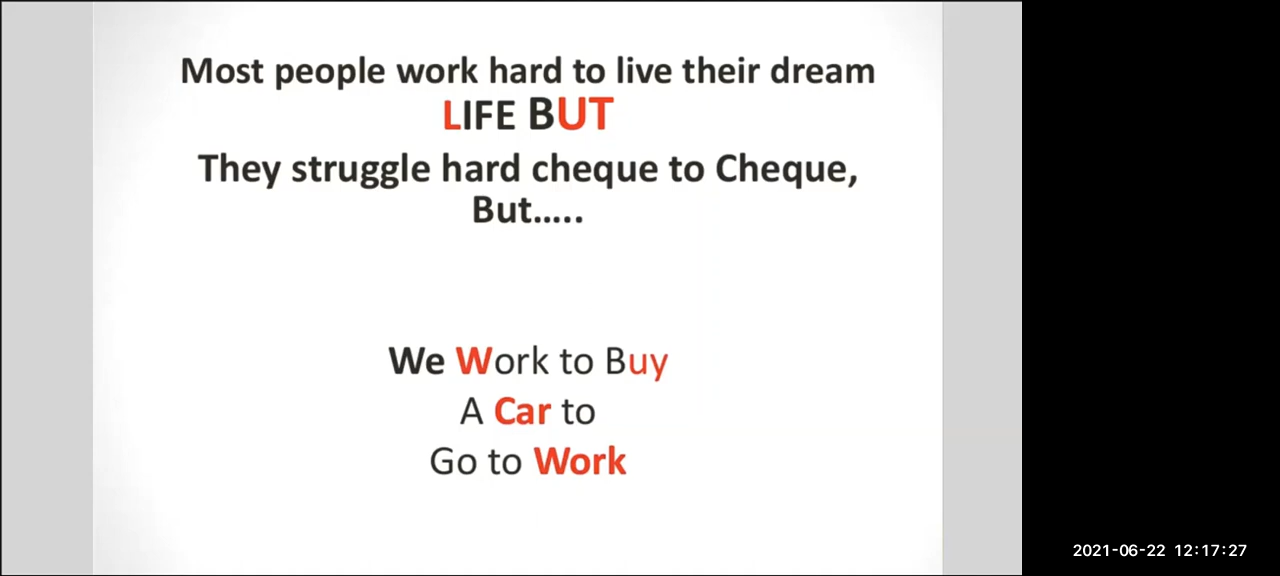 Most people work hard to live their dream
LIFE BUT
They struggle hard cheque to Cheque,
But.....
We Work to Buy
A Car to
Go to Work
2021-06-22 12:17:27